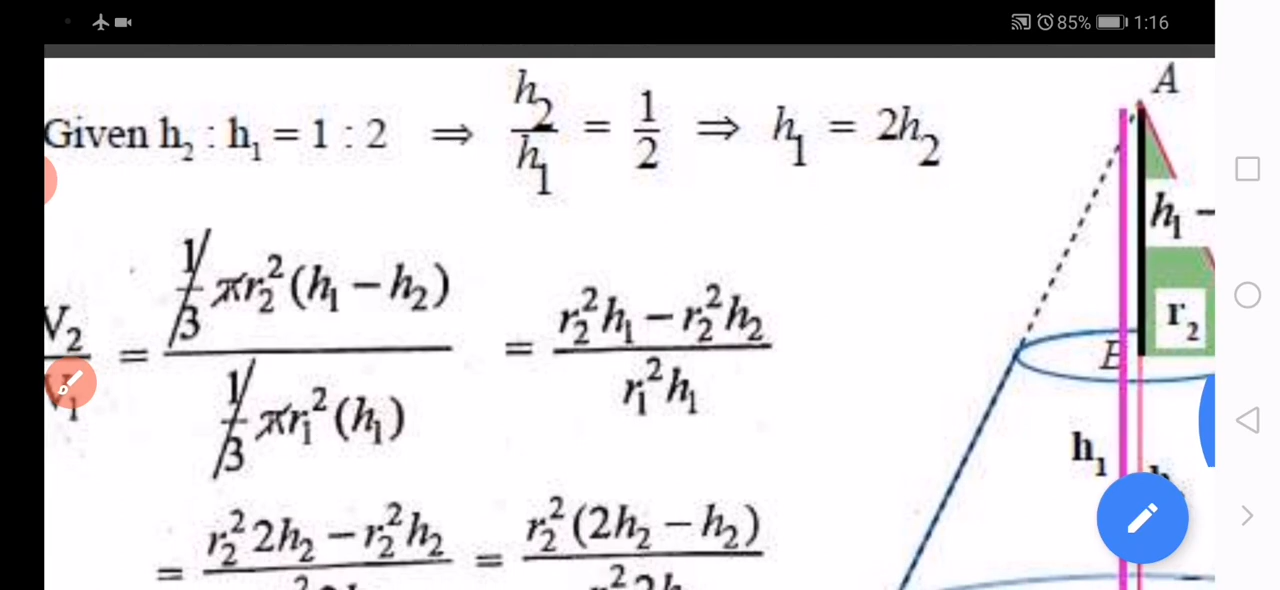 85% 1:16
Given h₂ : h₁ = 1 : 2 ⇒ h₂/h₁ = 1/2 ⇒ h₁ = 2h₂
V₂/V₁ = (1/3 πr₂²(h₁ − h₂))/(1/3 πr₁²(h₁)) = (r₂²h₁ − r₂²h₂)/(r₁²h₁)
= (r₂²2h₂ − r₂²h₂) = (r₂²(2h₂ − h₂))
A
h₁ −
r₂
h₁